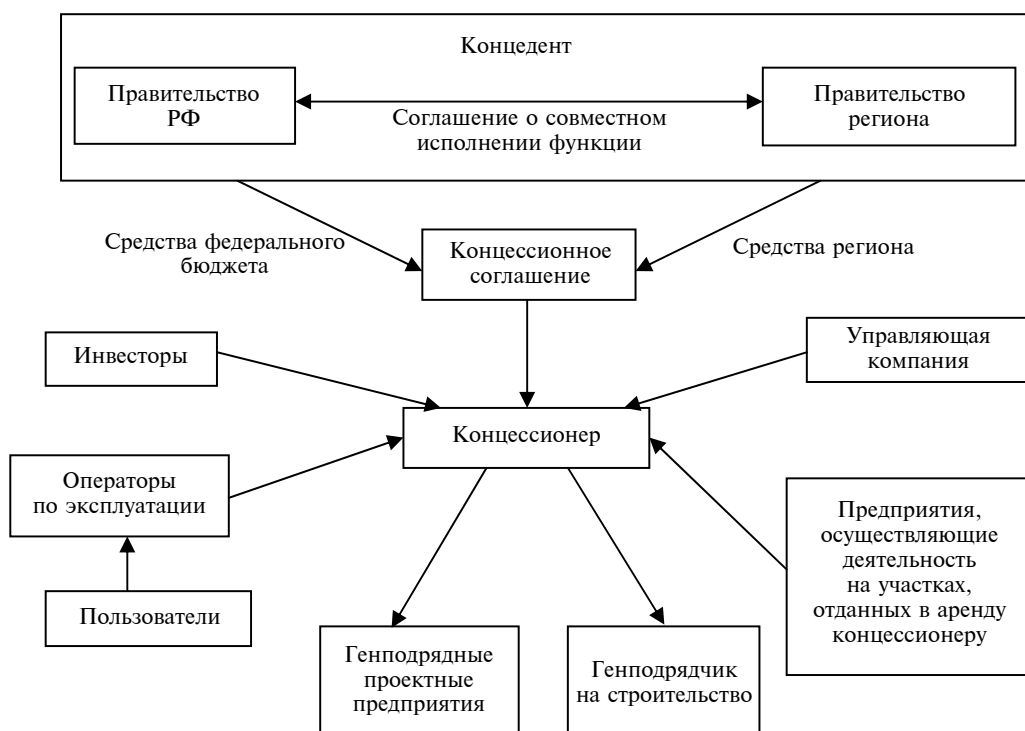 Концедент
Правительство
РФ
Соглашение о совместном
исполнении функции
Правительство
региона
Средства федерального
бюджета
Концессионное
соглашение
Средства региона
Инвесторы
Управляющая
компания
Концессионер
Операторы
по эксплуатации
Предприятия,
осуществляющие
деятельность
на участках,
отданных в аренду
концессионеру
Пользователи
Генподрядные
проектные
предприятия
Генподрядчик
на строительство